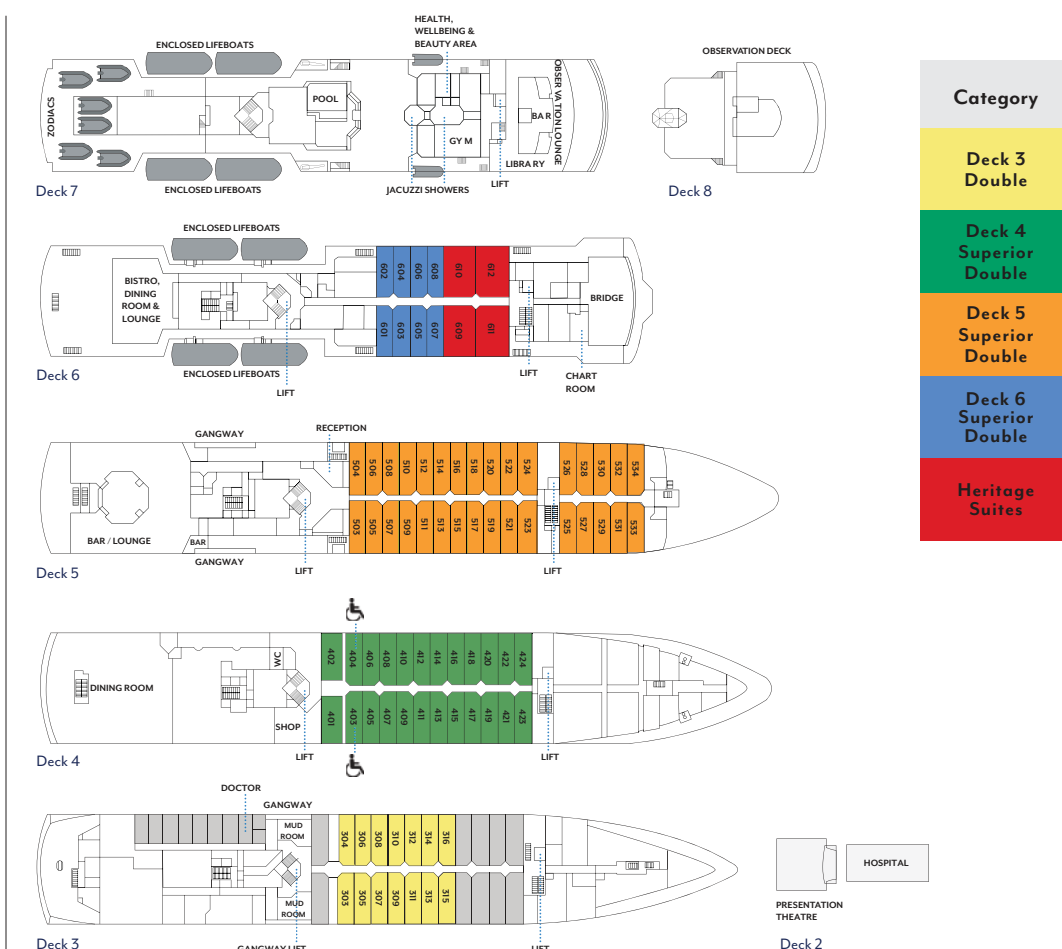 HEALTH,
WELLBEING &
BEAUTY AREA
ENCLOSED LIFEBOATS
ZODIACS
POOL
GY M
BA R
OBSER VA TION LOUNGE
LIBRA RY
ENCLOSED LIFEBOATS
JACUZZI SHOWERS
LIFT
Deck 7
OBSERVATION DECK
Deck 8
Category
Deck 3
Double
Deck 4
Superior
Double
Deck 5
Superior
Double
Deck 6
Superior
Double
Heritage
Suites
ENCLOSED LIFEBOATS
BISTRO,
DINING
ROOM &
LOUNGE
602 604 606 608 610 612
601 603 605 607 609 611
BRIDGE
ENCLOSED LIFEBOATS
LIFT
LIFT
CHART
ROOM
Deck 6
GANGWAY
RECEPTION
504 506 508 510 512 514 516 518 520 522 524 526 528 530 532 534
503 505 507 509 511 513 515 517 519 521 523 525 527 529 531 533
BAR / LOUNGE
BAR
GANGWAY
LIFT
LIFT
Deck 5
WC
402 404 406 408 410 412 414 416 418 420 422 424
DINING ROOM
401 403 405 407 409 411 413 415 417 419 421 423
SHOP
LIFT
LIFT
Deck 4
DOCTOR
GANGWAY
MUD
ROOM
304 306 308 310 312 314 316
303 305 307 309 311 313 315
MUD
ROOM
GANGWAY LIFT
LIFT
Deck 3
HOSPITAL
PRESENTATION
THEATRE
Deck 2